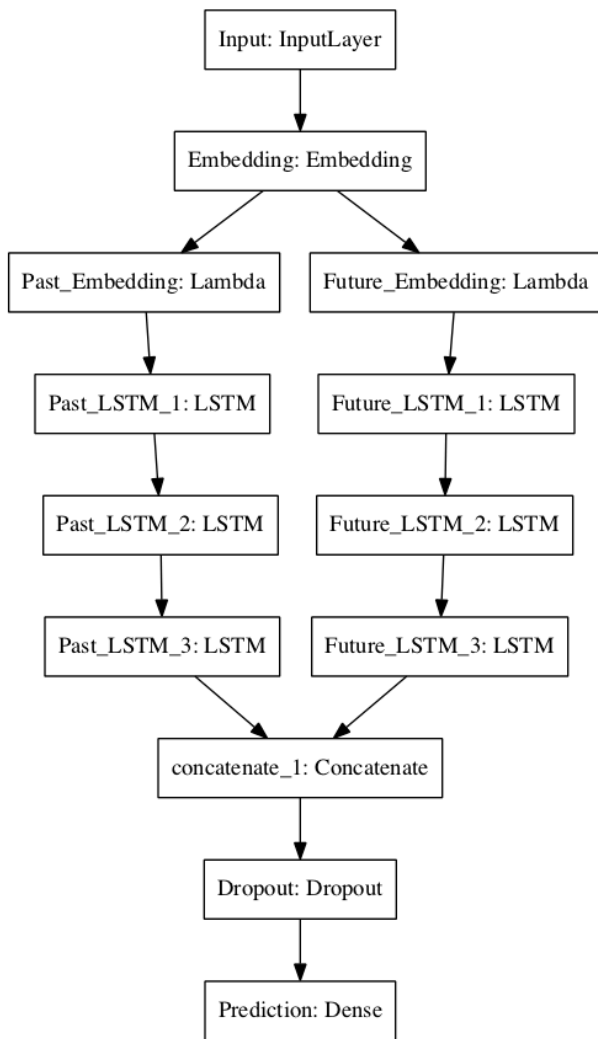 Input: InputLayer
Embedding: Embedding
Past_Embedding: Lambda
Future_Embedding: Lambda
Past_LSTM_1: LSTM
Future_LSTM_1: LSTM
Past_LSTM_2: LSTM
Future_LSTM_2: LSTM
Past_LSTM_3: LSTM
Future_LSTM_3: LSTM
concatenate_1: Concatenate
Dropout: Dropout
Prediction: Dense